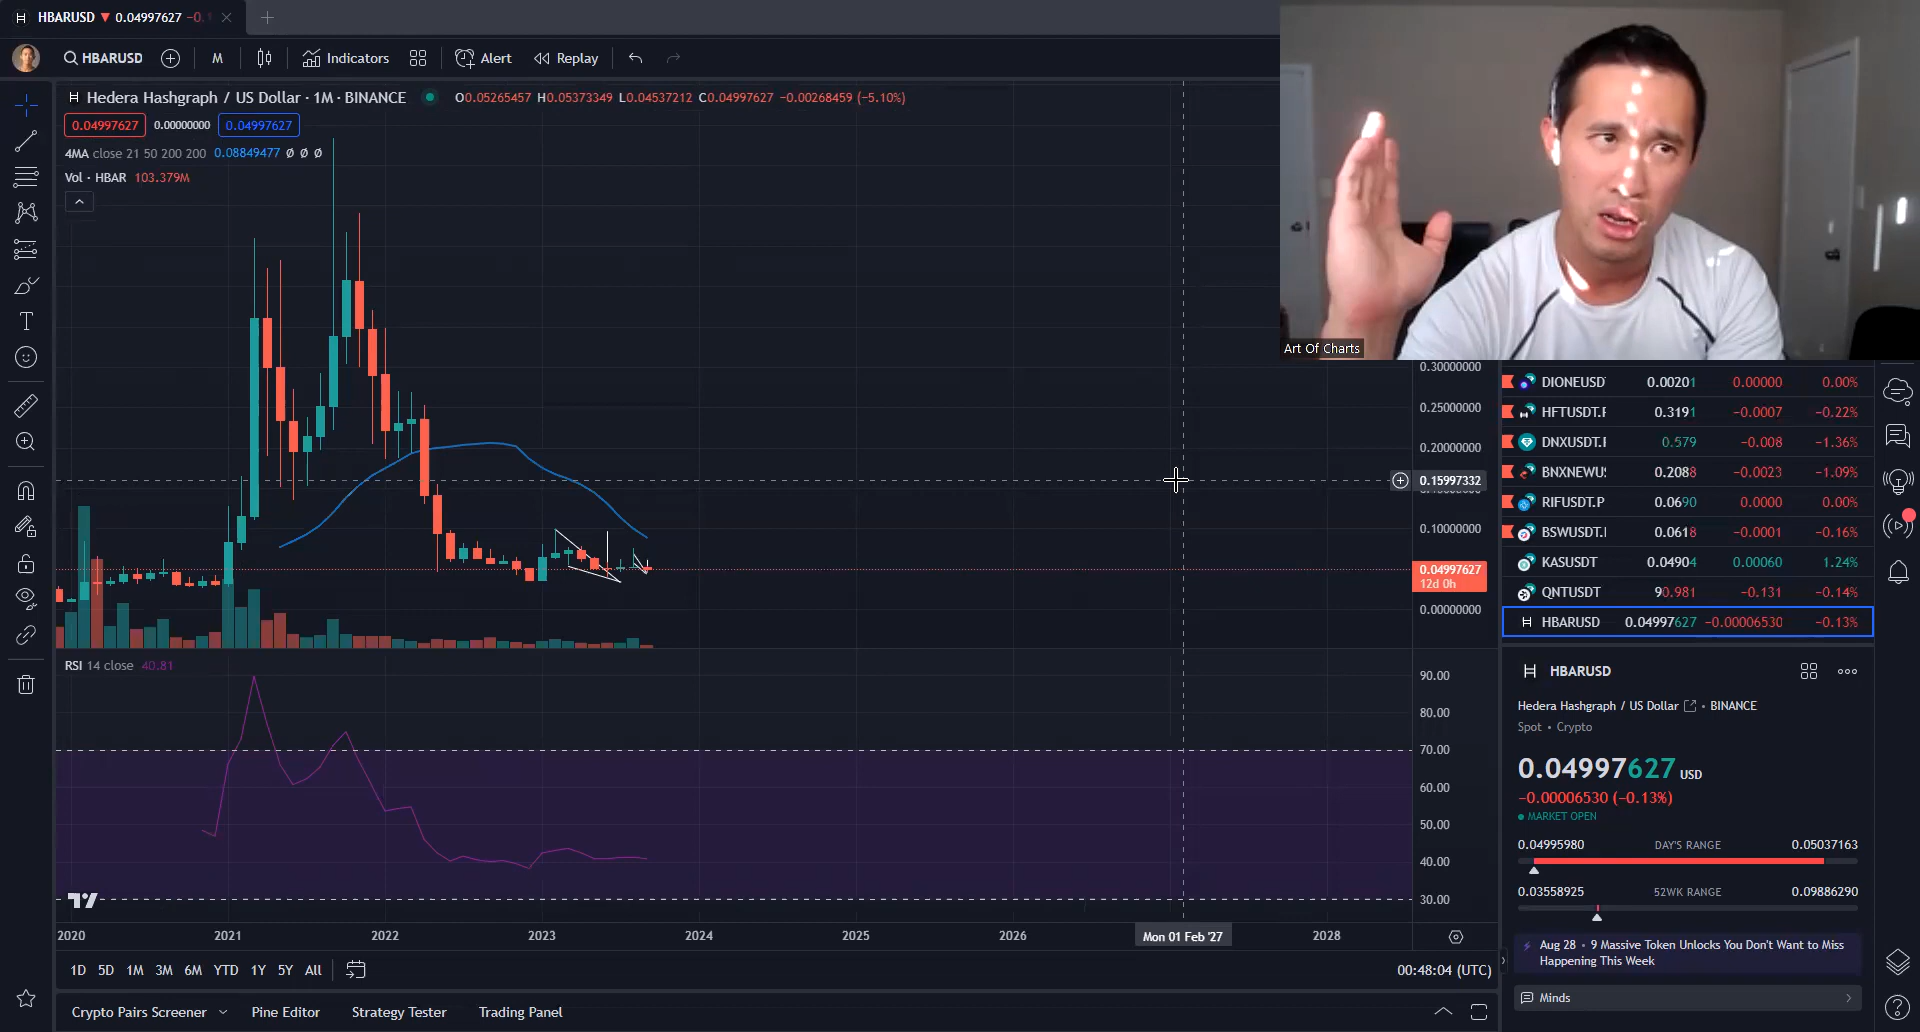 HBARUSD ▼ 0.04997627 −0.1
HBARUSD
M
Indicators
Alert
Replay
Hedera Hashgraph / US Dollar · 1M · BINANCE
O0.05265457 H0.05373349 L0.04537212 C0.04997627 −0.00268459 (−5.10%)
0.04997627 0.00000000 0.04997627
4MA close 21 50 200 200 0.08849477 Ø Ø Ø
Vol · HBAR 103.379M
Art Of Charts
0.30000000
0.25000000
0.20000000
0.15997332
0.10000000
0.04997627
12d 0h
0.00000000
RSI 14 close 40.81
90.00
80.00
70.00
60.00
50.00
40.00
30.00
2020 2021 2022 2023 2024 2025 2026 Mon 01 Feb '27 2028
1D 5D 1M 3M 6M YTD 1Y 5Y All
00:48:04 (UTC)
Crypto Pairs Screener Pine Editor Strategy Tester Trading Panel
DIONEUSD 0.00201 0.00000 0.00%
HFTUSDT.F 0.3191 −0.0007 −0.22%
DNXUSDT.I 0.579 −0.008 −1.36%
BNXNEWU 0.2088 −0.0023 −1.09%
RIFUSDT.P 0.0690 0.0000 0.00%
BSWUSDT.I 0.0618 −0.0001 −0.16%
KASUSDT 0.04904 0.00060 1.24%
QNTUSDT 90.981 −0.131 −0.14%
HBARUSD 0.04997627 −0.00006530 −0.13%
HBARUSD
Hedera Hashgraph / US Dollar • BINANCE
Spot • Crypto
0.04997627 USD
−0.00006530 (−0.13%)
MARKET OPEN
0.04995980 DAY'S RANGE 0.05037163
0.03558925 52WK RANGE 0.09886290
Aug 28 • 9 Massive Token Unlocks You Don't Want to Miss
Happening This Week
Minds